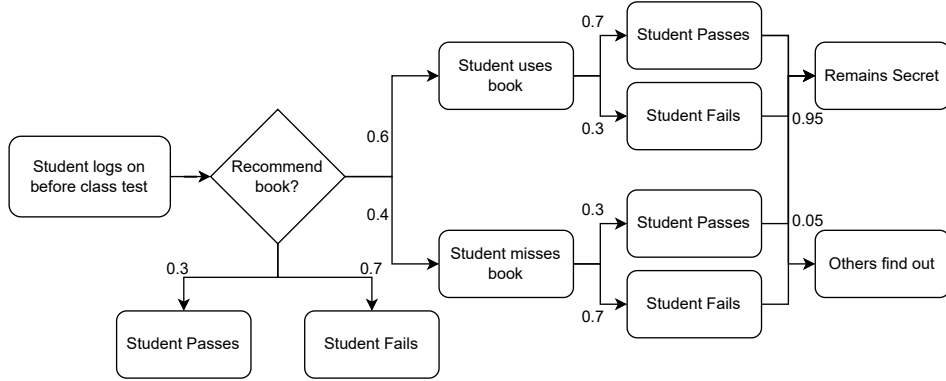 0.7
Student Passes
Student uses
book
Remains Secret
0.3
Student Fails
0.95
0.6
Student logs on
before class test
Recommend
book?
0.4
0.3
Student Passes
0.05
Student misses
book
Others find out
0.7
Student Fails
0.3
0.7
Student Passes
Student Fails